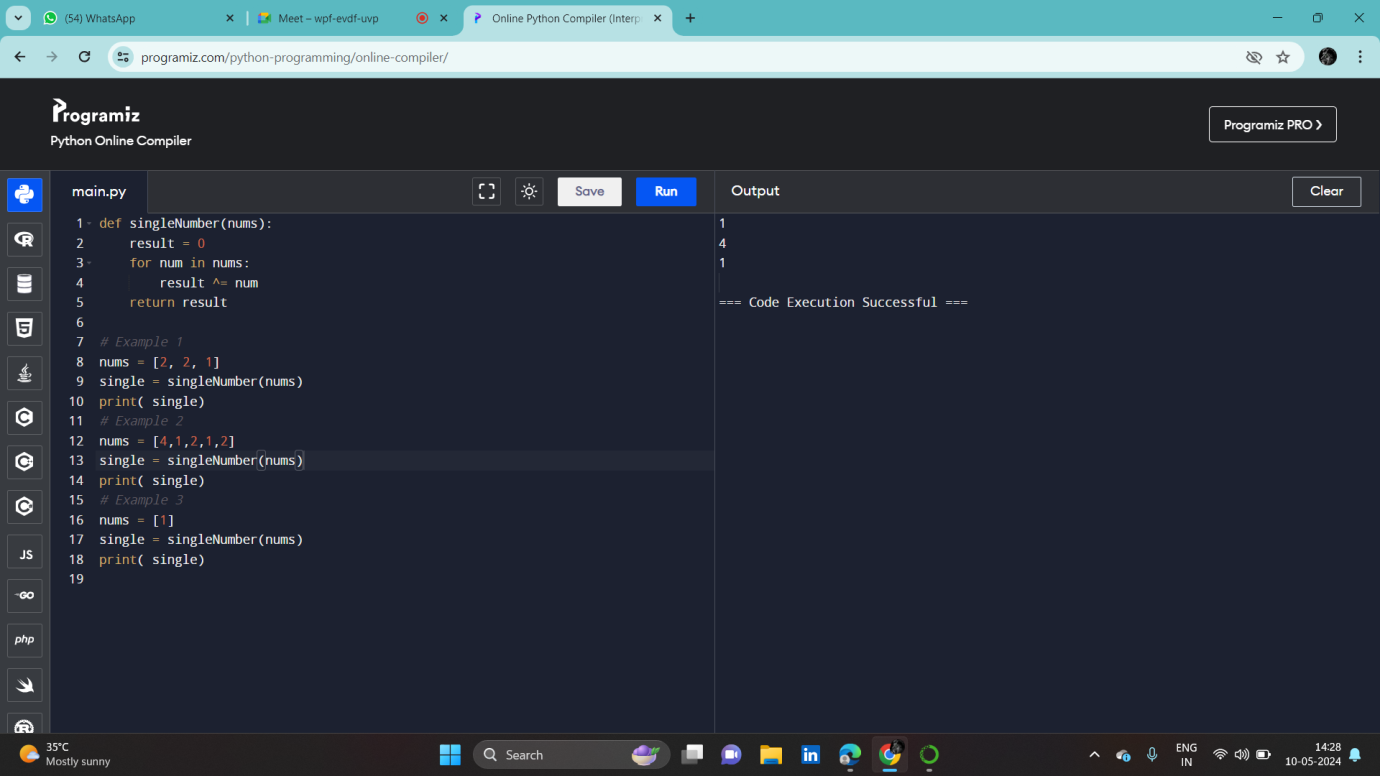 (54) WhatsApp
Meet – wpf-evdf-uvp
Online Python Compiler (Interp
programiz.com/python-programming/online-compiler/
Programiz
Python Online Compiler
Programiz PRO ❯
main.py
Save
Run
Output
Clear
1 def singleNumber(nums):
2     result = 0
3     for num in nums:
4         result ^= num
5     return result
6
7 # Example 1
8 nums = [2, 2, 1]
9 single = singleNumber(nums)
10 print( single)
11 # Example 2
12 nums = [4,1,2,1,2]
13 single = singleNumber(nums)
14 print( single)
15 # Example 3
16 nums = [1]
17 single = singleNumber(nums)
18 print( single)
19
1
4
1
=== Code Execution Successful ===
R
5
C
C
C
JS
GO
php
35°C
Mostly sunny
Search
in
ENG
IN
14:28
10-05-2024